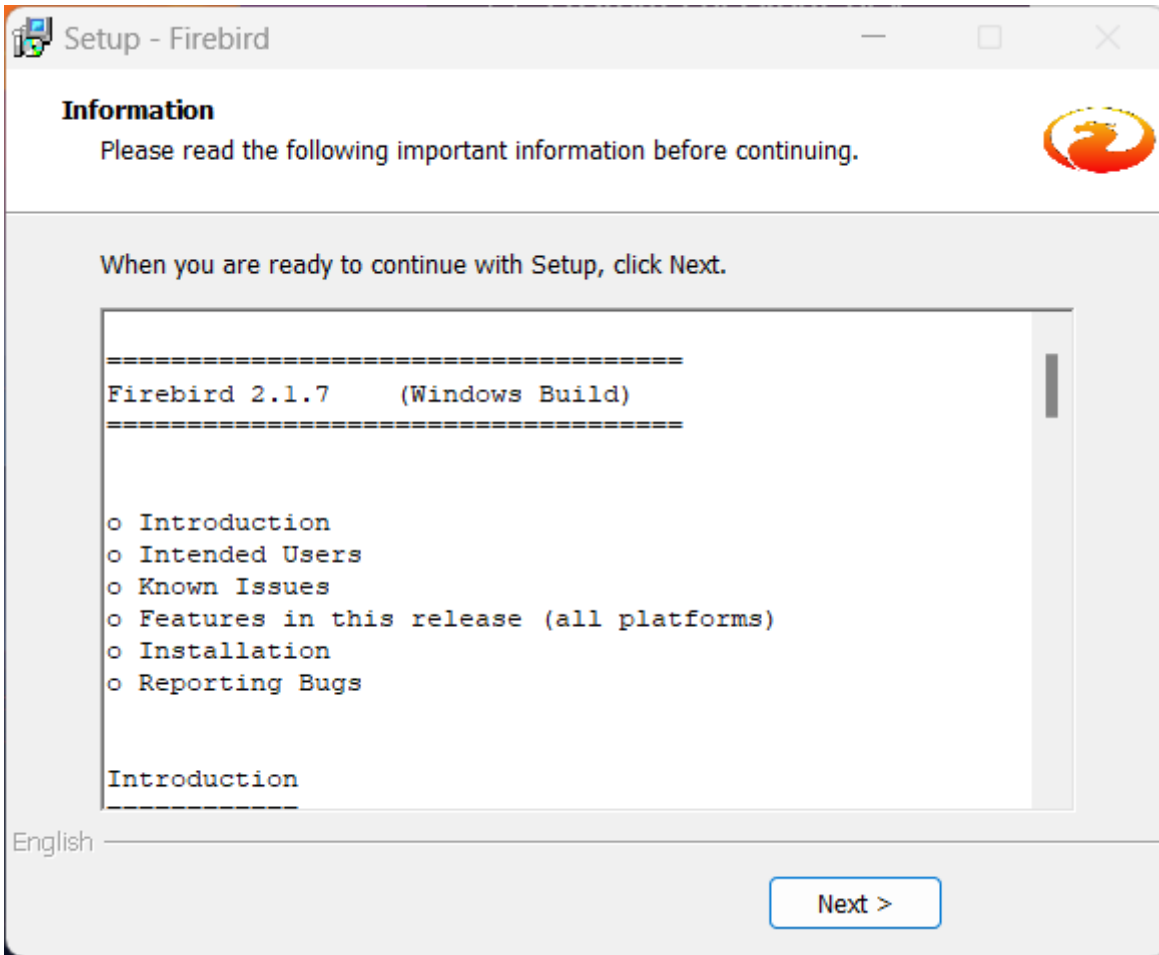 Setup - Firebird
Information
Please read the following important information before continuing.
When you are ready to continue with Setup, click Next.
====================================
Firebird 2.1.7    (Windows Build)
====================================
o Introduction
o Intended Users
o Known Issues
o Features in this release (all platforms)
o Installation
o Reporting Bugs
Introduction
============
English
Next >